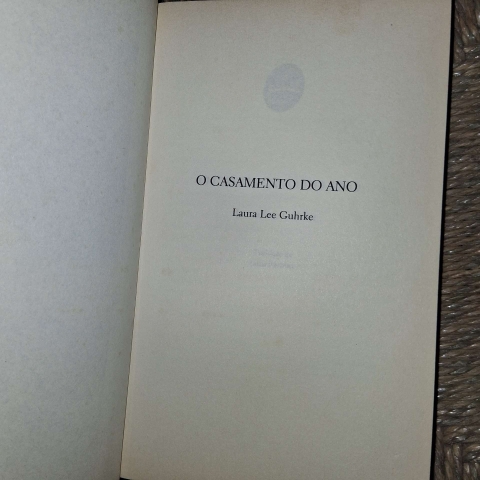 O CASAMENTO DO ANO
Laura Lee Guhrke